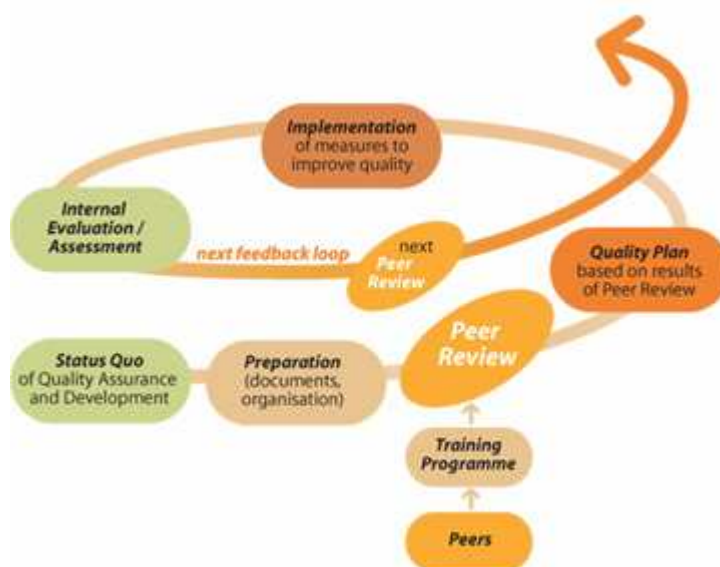 Implementation
of measures to
improve quality
Internal
Evaluation /
Assessment
next feedback loop
next
Peer
Review
Quality Plan
based on results
of Peer Review
Peer
Review
Status Quo
of Quality Assurance
and Development
Preparation
(documents,
organisation)
Training
Programme
Peers